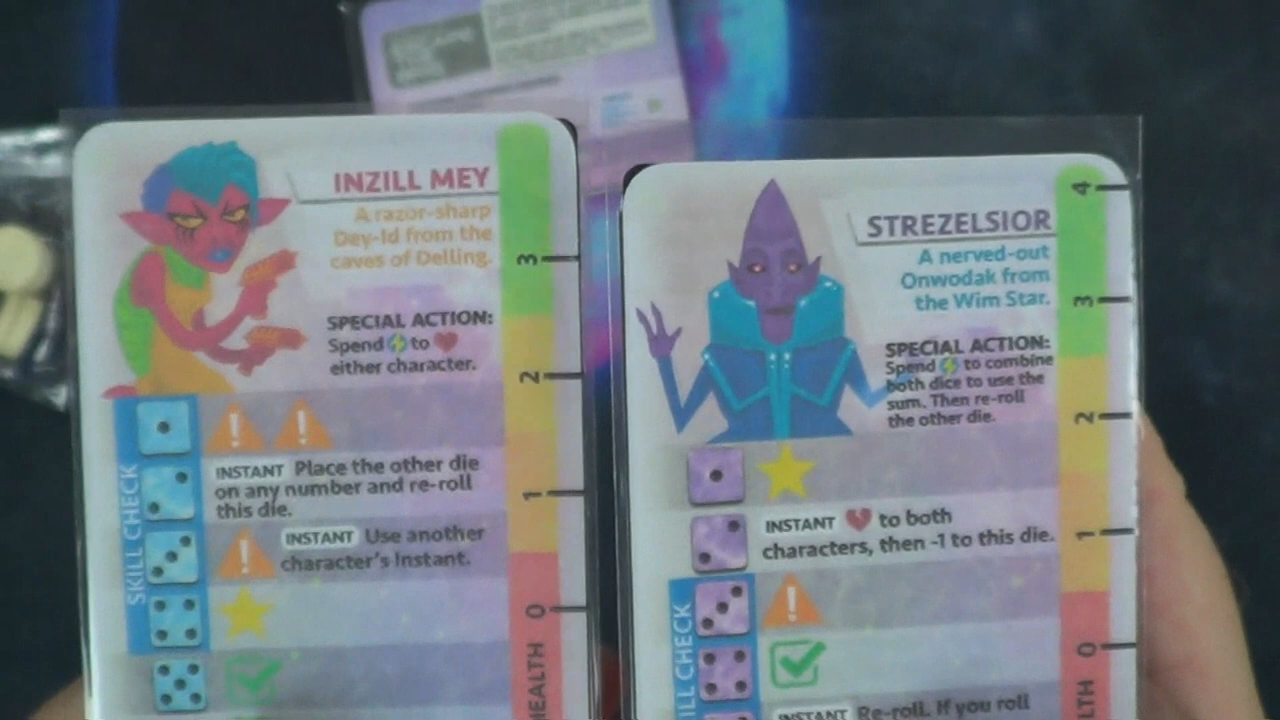 INZILL MEY
A razor-sharp
Dey-Id from the
caves of Delling.
SPECIAL ACTION:
Spend to
either character.
SKILL CHECK
INSTANT Place the other die
on any number and re-roll
this die.
INSTANT Use another
character's Instant.
3
2
1
0
HEALTH
STREZELSIOR
A nerved-out
Onwodak from
the Wim Star.
SPECIAL ACTION:
Spend to combine
both dice to use the
sum. Then re-roll
the other die.
INSTANT to both
characters, then -1 to this die.
ILL CHECK
INSTANT Re-roll. If you roll
4
3
2
1
0
LTH